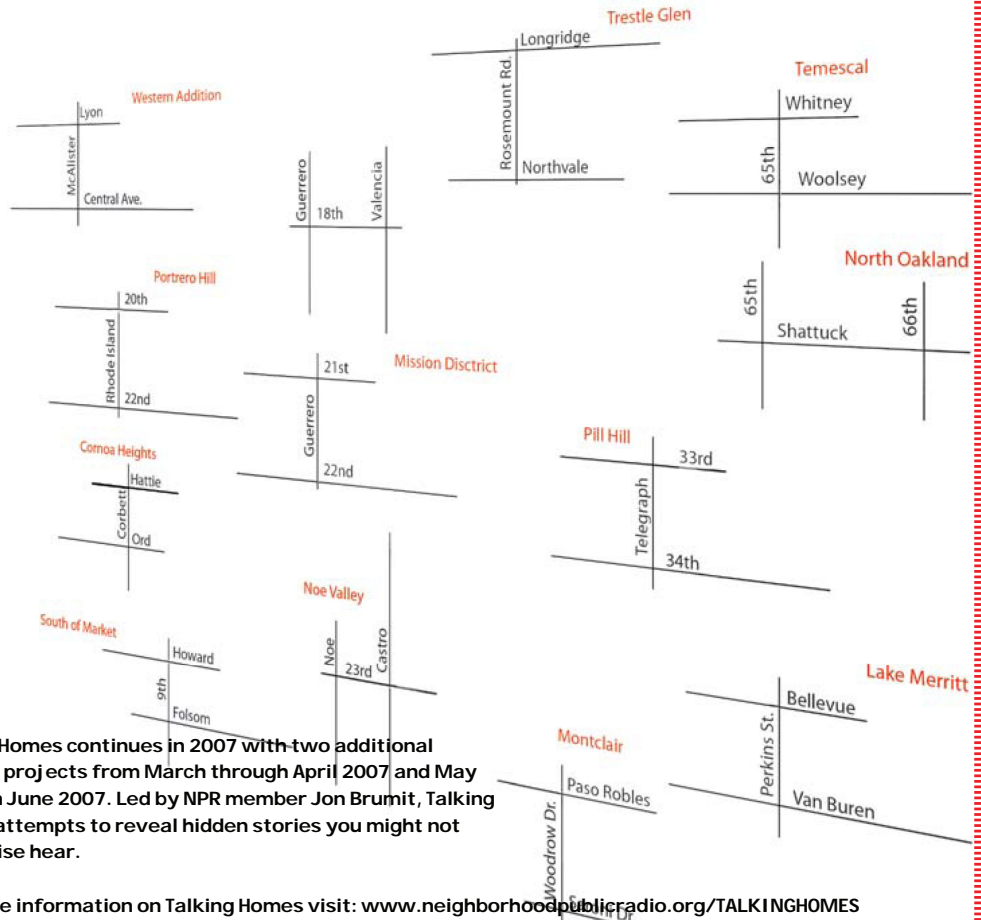 Trestle Glen
Longridge
Rosemount Rd.
Northvale
Temescal
Whitney
65th
Woolsey
Western Addition
Lyon
McAlister
Central Ave.
Guerrero
18th
Valencia
North Oakland
65th
Shattuck
66th
Portrero Hill
20th
Rhode Island
22nd
Mission Disctrict
21st
Guerrero
22nd
Pill Hill
33rd
Telegraph
34th
Cornoa Heights
Hattie
Corbett
Ord
Noe Valley
Noe
23rd
Castro
South of Market
Howard
9th
Folsom
Lake Merritt
Bellevue
Perkins St.
Van Buren
Montclair
Paso Robles
Woodrow Dr.
Homes continues in 2007 with two additional
projects from March through April 2007 and May
June 2007. Led by NPR member Jon Brumit, Talking
attempts to reveal hidden stories you might not
ise hear.
e information on Talking Homes visit: www.neighborhoodpublicradio.org/TALKINGHOMES